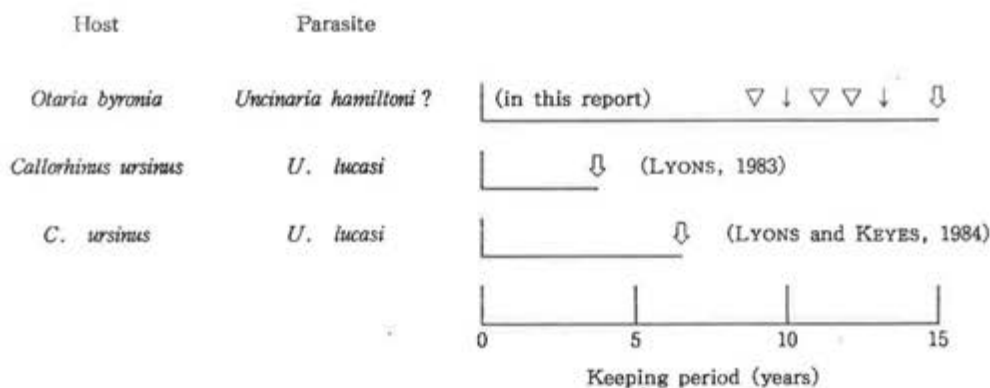 Host Parasite
Otaria byronia Uncinaria hamiltoni ? (in this report)
Callorhinus ursinus U. lucasi (LYONS, 1983)
C. ursinus U. lucasi (LYONS and KEYES, 1984)
0 5 10 15
Keeping period (years)